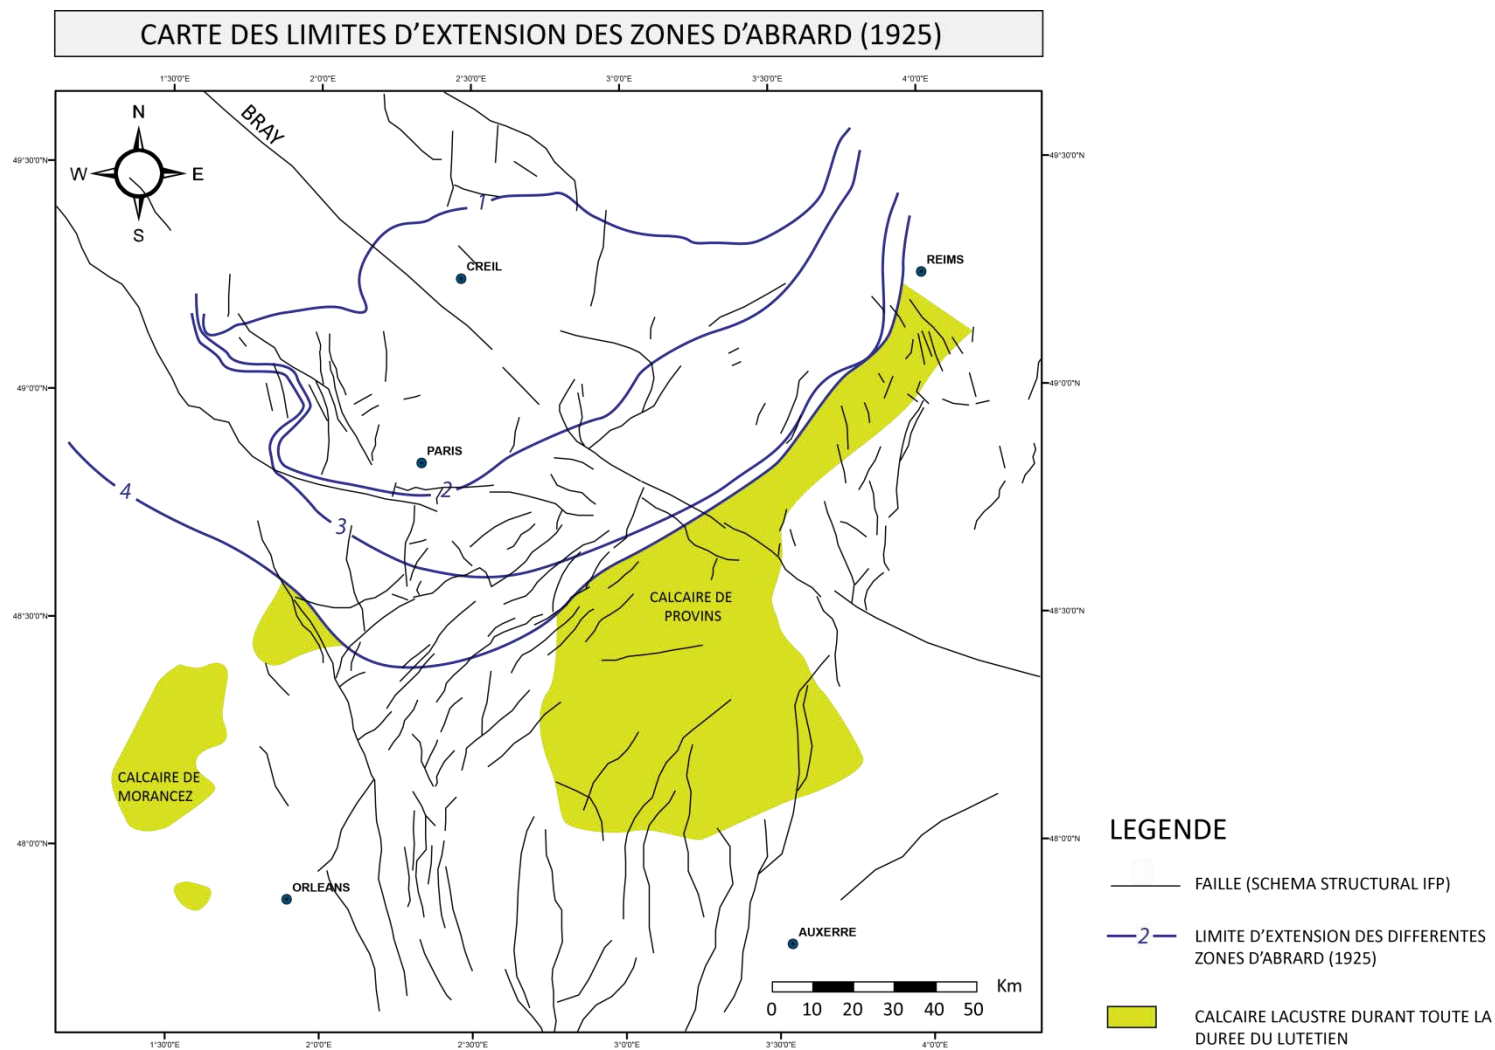 CARTE DES LIMITES D'EXTENSION DES ZONES D'ABRARD (1925)
1°30'0"E 2°0'0"E 2°30'0"E 3°0'0"E 3°30'0"E 4°0'0"E
N
W E
S
BRAY
49°30'0"N 49°30'0"N
1
CREIL
REIMS
49°0'0"N 49°0'0"N
PARIS
2
4
3
CALCAIRE DE
PROVINS
48°30'0"N 48°30'0"N
CALCAIRE DE
MORANCEZ
48°0'0"N 48°0'0"N
ORLEANS
AUXERRE
Km
0 10 20 30 40 50
1°30'0"E 2°0'0"E 2°30'0"E 3°0'0"E 3°30'0"E 4°0'0"E
LEGENDE
FAILLE (SCHEMA STRUCTURAL IFP)
2 LIMITE D'EXTENSION DES DIFFERENTES
ZONES D'ABRARD (1925)
CALCAIRE LACUSTRE DURANT TOUTE LA
DUREE DU LUTETIEN